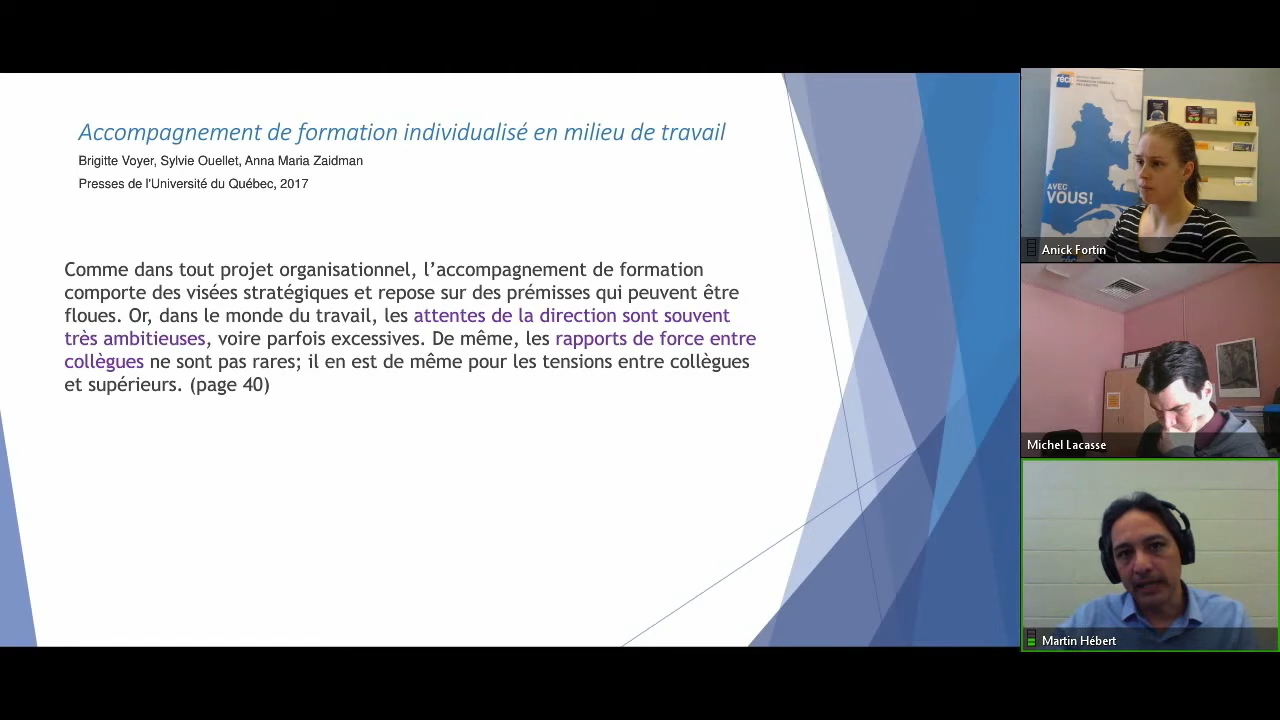 Accompagnement de formation individualisé en milieu de travail
Brigitte Voyer, Sylvie Ouellet, Anna Maria Zaidman
Presses de l'Université du Québec, 2017
Comme dans tout projet organisationnel, l’accompagnement de formation
comporte des visées stratégiques et repose sur des prémisses qui peuvent être
floues. Or, dans le monde du travail, les attentes de la direction sont souvent
très ambitieuses, voire parfois excessives. De même, les rapports de force entre
collègues ne sont pas rares; il en est de même pour les tensions entre collègues
et supérieurs. (page 40)
AVEC
VOUS!
Anick Fortin
Michel Lacasse
Martin Hébert